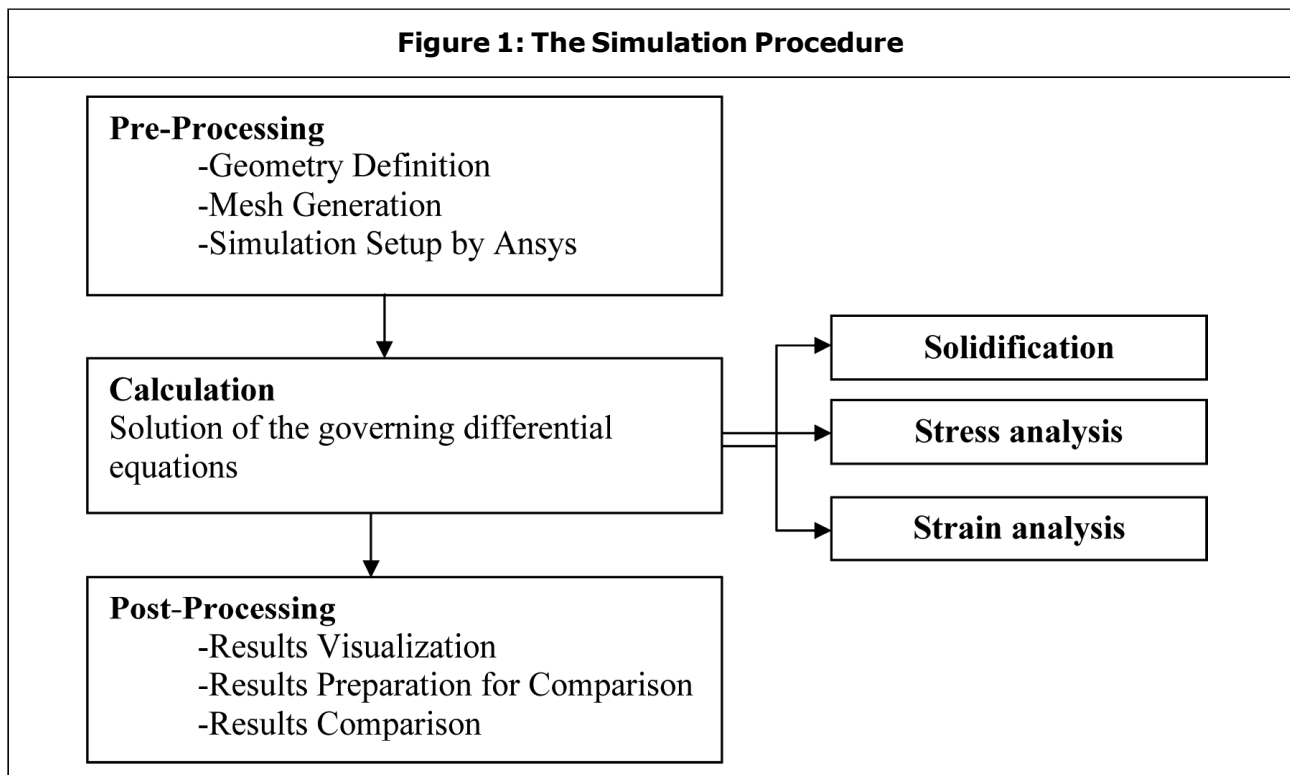 Figure 1: The Simulation Procedure
Pre-Processing
-Geometry Definition
-Mesh Generation
-Simulation Setup by Ansys
Calculation
Solution of the governing differential
equations
Solidification
Stress analysis
Strain analysis
Post-Processing
-Results Visualization
-Results Preparation for Comparison
-Results Comparison